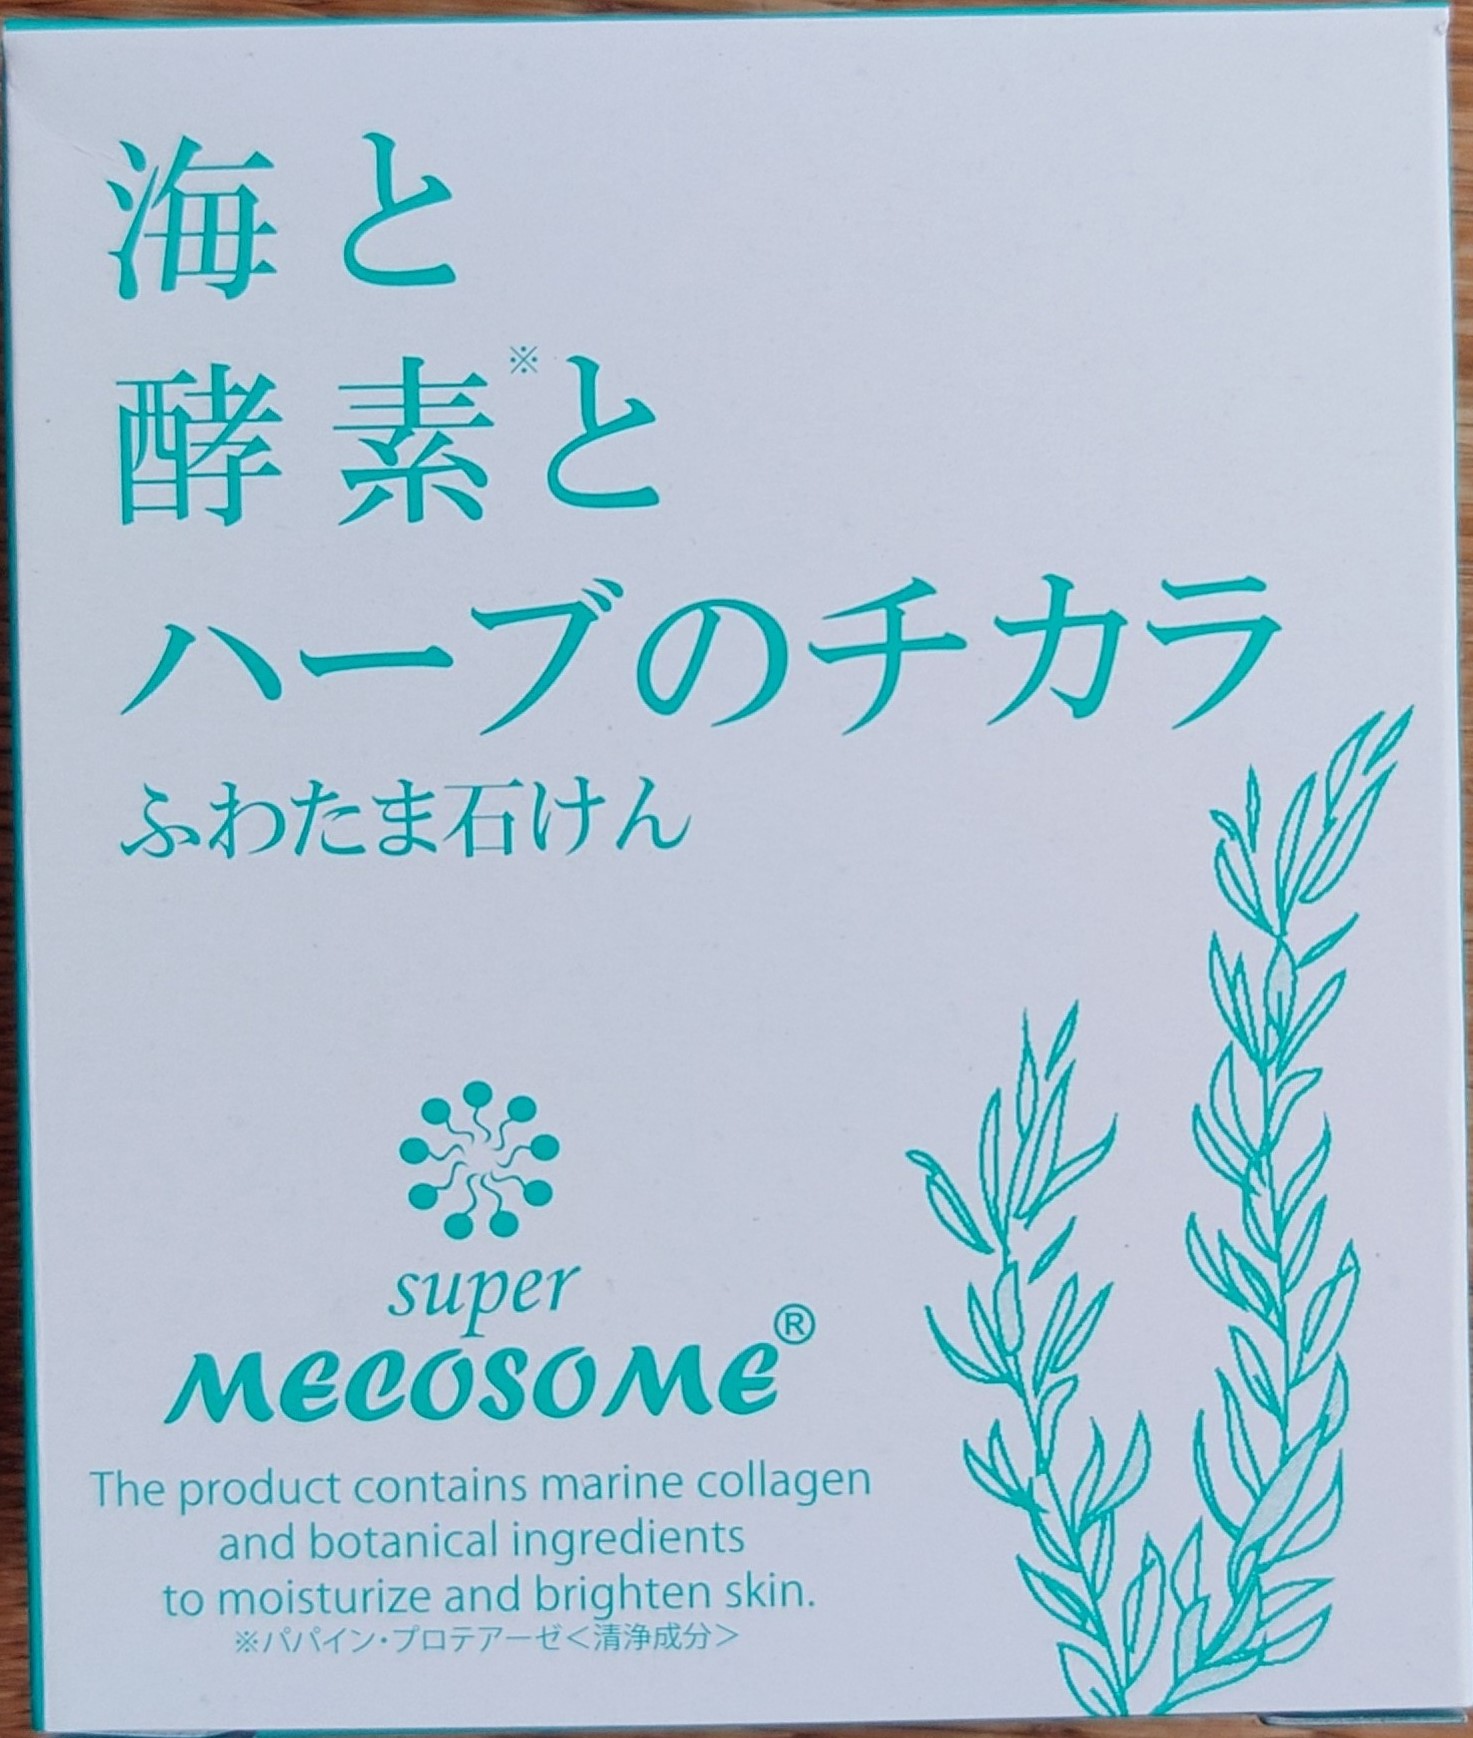 海と
酵素※と
ハーブのチカラ
ふわたま石けん
super
MECOSOME®
The product contains marine collagen
and botanical ingredients
to moisturize and brighten skin.
※パパイン・プロテアーゼ＜清浄成分＞